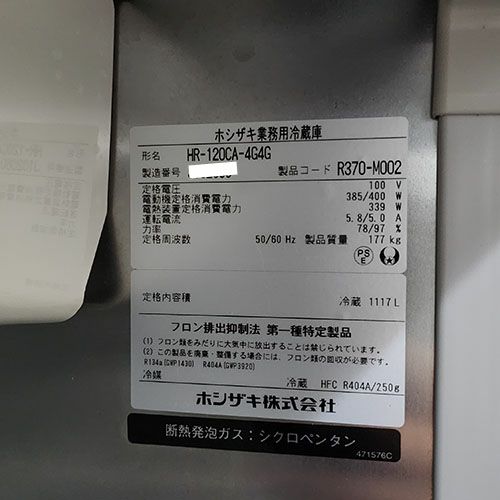 ホシザキ業務用冷蔵庫
形名 HR-120CA-4G4G
製造番号 製品コード R370-M002
定格電圧 100 V
電動機定格消費電力 385/400 W
電熱装置定格消費電力 339 W
運転電流 5.8/5.0 A
力率 78/97 %
定格周波数 50/60 Hz 製品質量 177 kg
PS
E
定格内容積 冷蔵 1117L
フロン排出抑制法 第一種特定製品
(1) フロン類をみだりに大気中に放出することは禁じられています。
(2) この製品を廃棄・整備する場合には、フロン類の回収が必要です。
R134a(GWP1430) R404A(GWP3920)
冷媒 冷蔵 HFC R404A/250g
ホシザキ株式会社
断熱発泡ガス：シクロペンタン
471576C